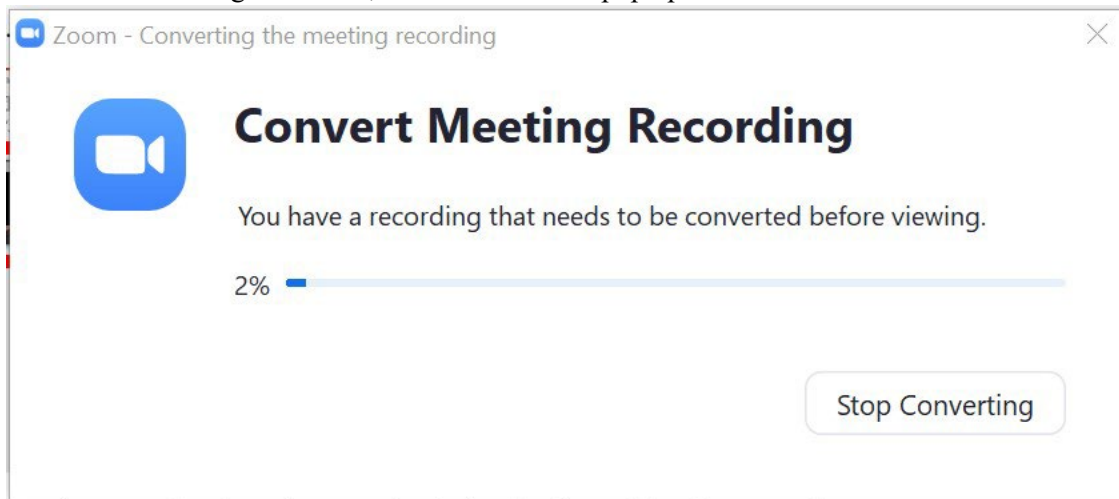 Zoom - Converting the meeting recording
Convert Meeting Recording
You have a recording that needs to be converted before viewing.
2%
Stop Converting